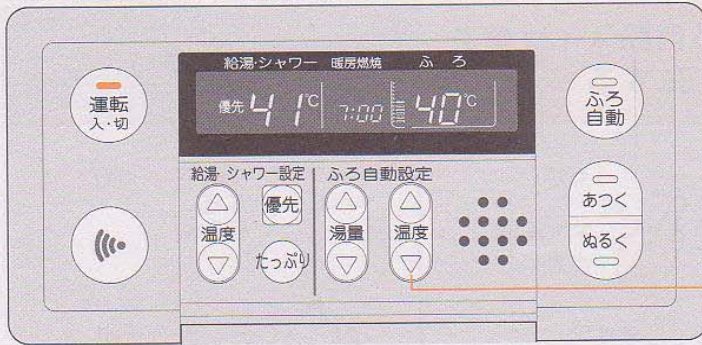 給湯・シャワー 暖房燃焼 ふろ
優先 41℃ 7:00 40℃
運転
入・切
ふろ
自動
給湯・シャワー設定 ふろ自動設定
優先
温度 湯量 温度
たっぷり
あつく
ぬるく